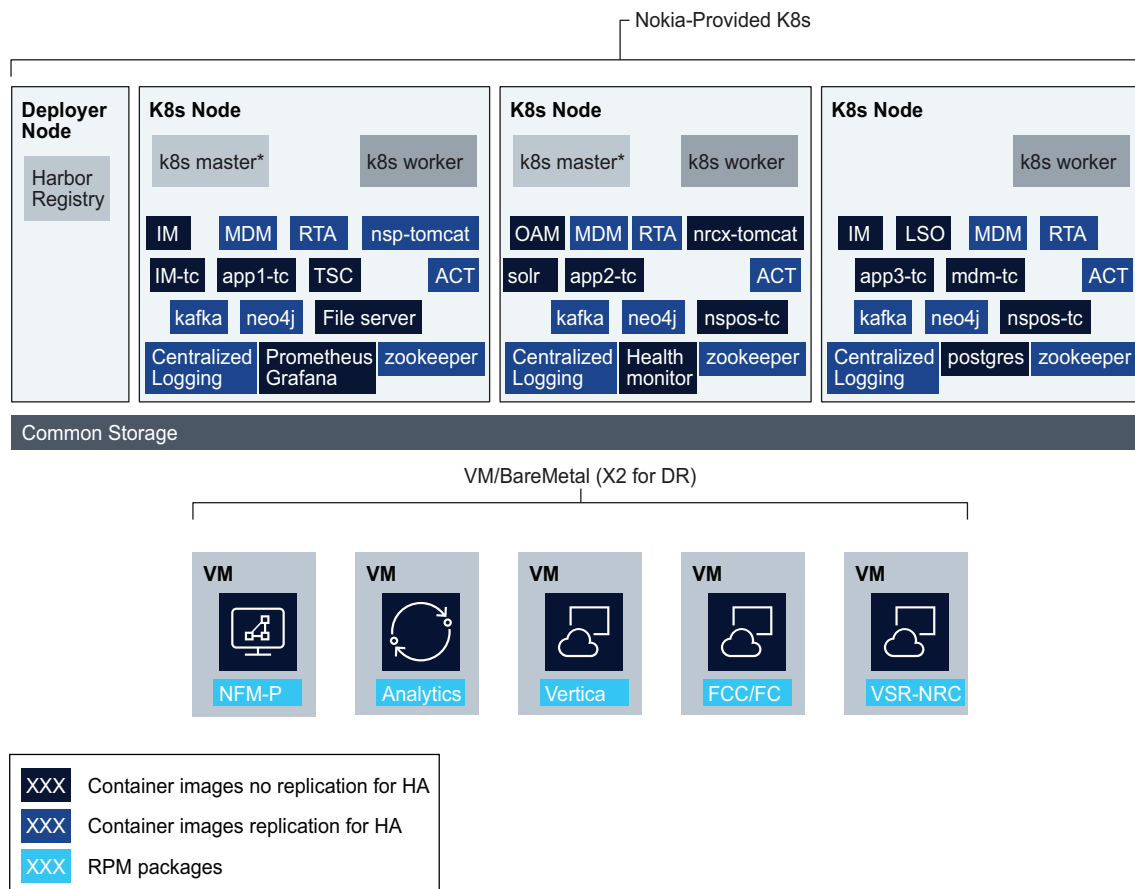 Nokia-Provided K8s
Deployer
Node
Harbor
Registry
K8s Node
k8s master*
k8s worker
IM
MDM
RTA
nsp-tomcat
IM-tc
app1-tc
TSC
ACT
kafka
neo4j
File server
Centralized
Logging
Prometheus
Grafana
zookeeper
K8s Node
k8s master*
k8s worker
OAM
MDM
RTA
nrcx-tomcat
solr
app2-tc
ACT
kafka
neo4j
nspos-tc
Centralized
Logging
Health
monitor
zookeeper
K8s Node
k8s worker
IM
LSO
MDM
RTA
app3-tc
mdm-tc
ACT
kafka
neo4j
nspos-tc
Centralized
Logging
postgres
zookeeper
Common Storage
VM/BareMetal (X2 for DR)
VM
NFM-P
VM
Analytics
VM
Vertica
VM
FCC/FC
VM
VSR-NRC
XXX Container images no replication for HA
XXX Container images replication for HA
XXX RPM packages